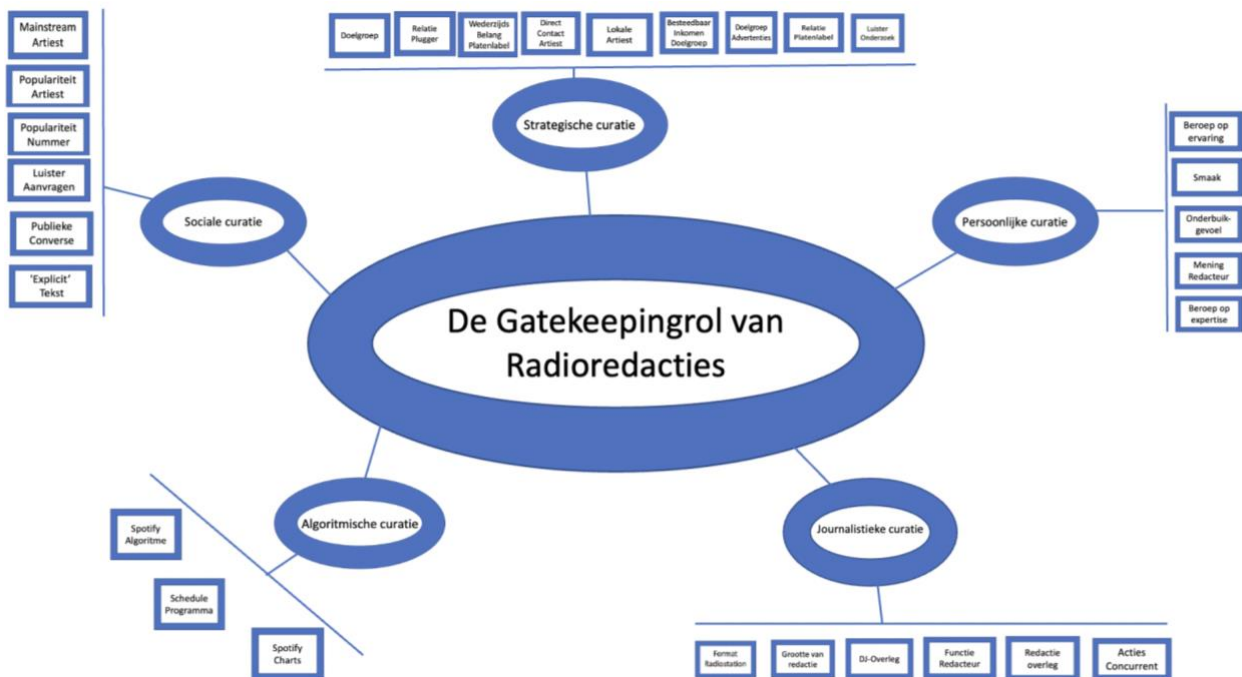 Mainstream
Artiest
Populariteit
Artiest
Populariteit
Nummer
Luister
Aanvragen
Publieke
Converse
'Explicit'
Tekst
Sociale curatie
Doelgroep
Relatie
Plugger
Wederzijds
Belang
Platenlabel
Direct
Contact
Artiest
Lokale
Artiest
Besteedbaar
Inkomen
Doelgroep
Doelgroep
Advertenties
Relatie
Platenlabel
Luister
Onderzoek
Strategische curatie
Beroep op
ervaring
Smaak
Onderbuik-
gevoel
Mening
Redacteur
Beroep op
expertise
Persoonlijke curatie
De Gatekeepingrol van
Radioredacties
Algoritmische curatie
Spotify
Algoritme
Schedule
Programma
Spotify
Charts
Journalistieke curatie
Format
Radiostation
Grootte van
redactie
DJ-Overleg
Functie
Redacteur
Redactie
overleg
Acties
Concurrent